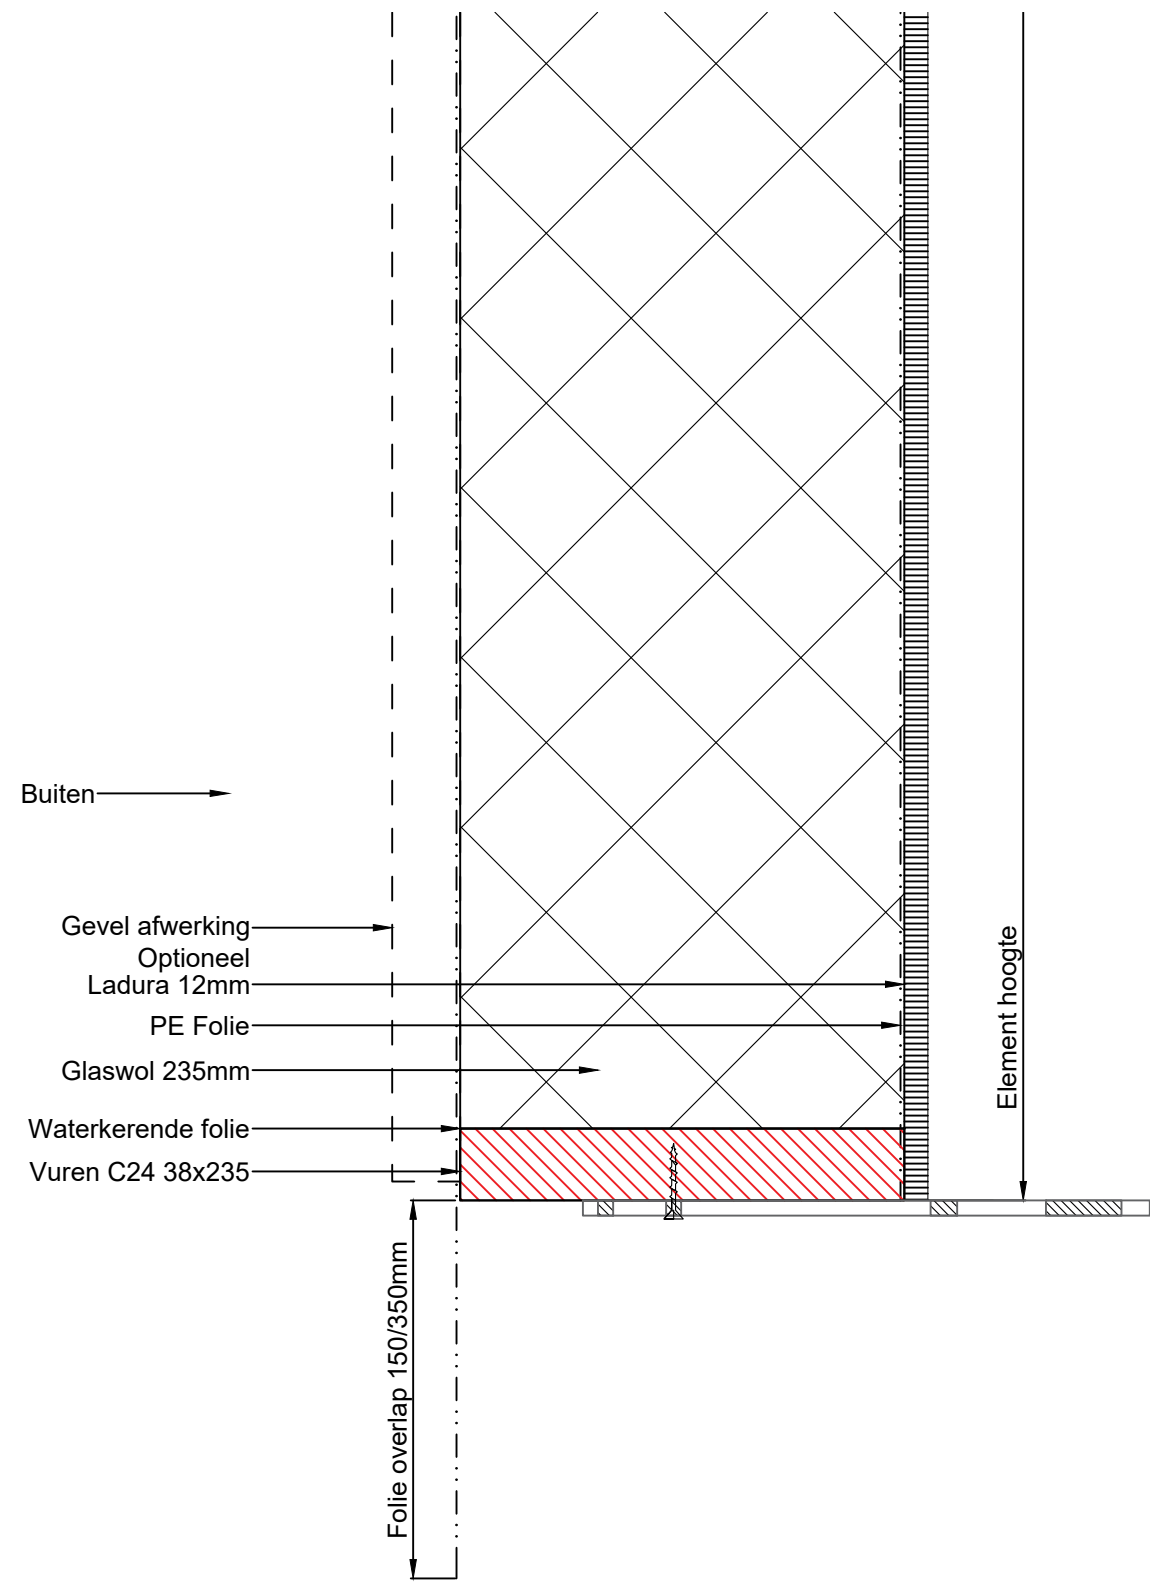 Buiten
Gevel afwerking
Optioneel
Ladura 12mm
PE Folie
Glaswol 235mm
Waterkerende folie
Vuren C24 38x235
Element hoogte
Folie overlap 150/350mm